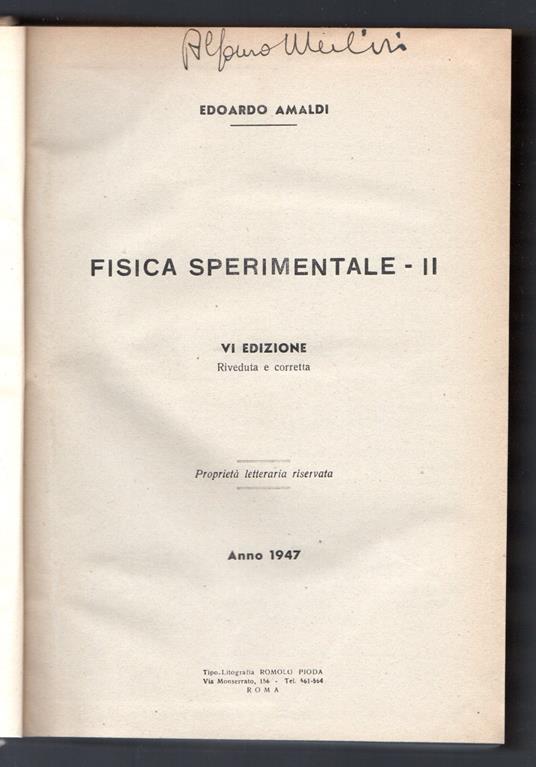 EDOARDO AMALDI
FISICA SPERIMENTALE - II
VI EDIZIONE
Riveduta e corretta
Proprietà letteraria riservata
Anno 1947
Tipo-Litografia ROMOLO PIODA
Via Monserrato, 156 - Tel. 561-564
ROMA